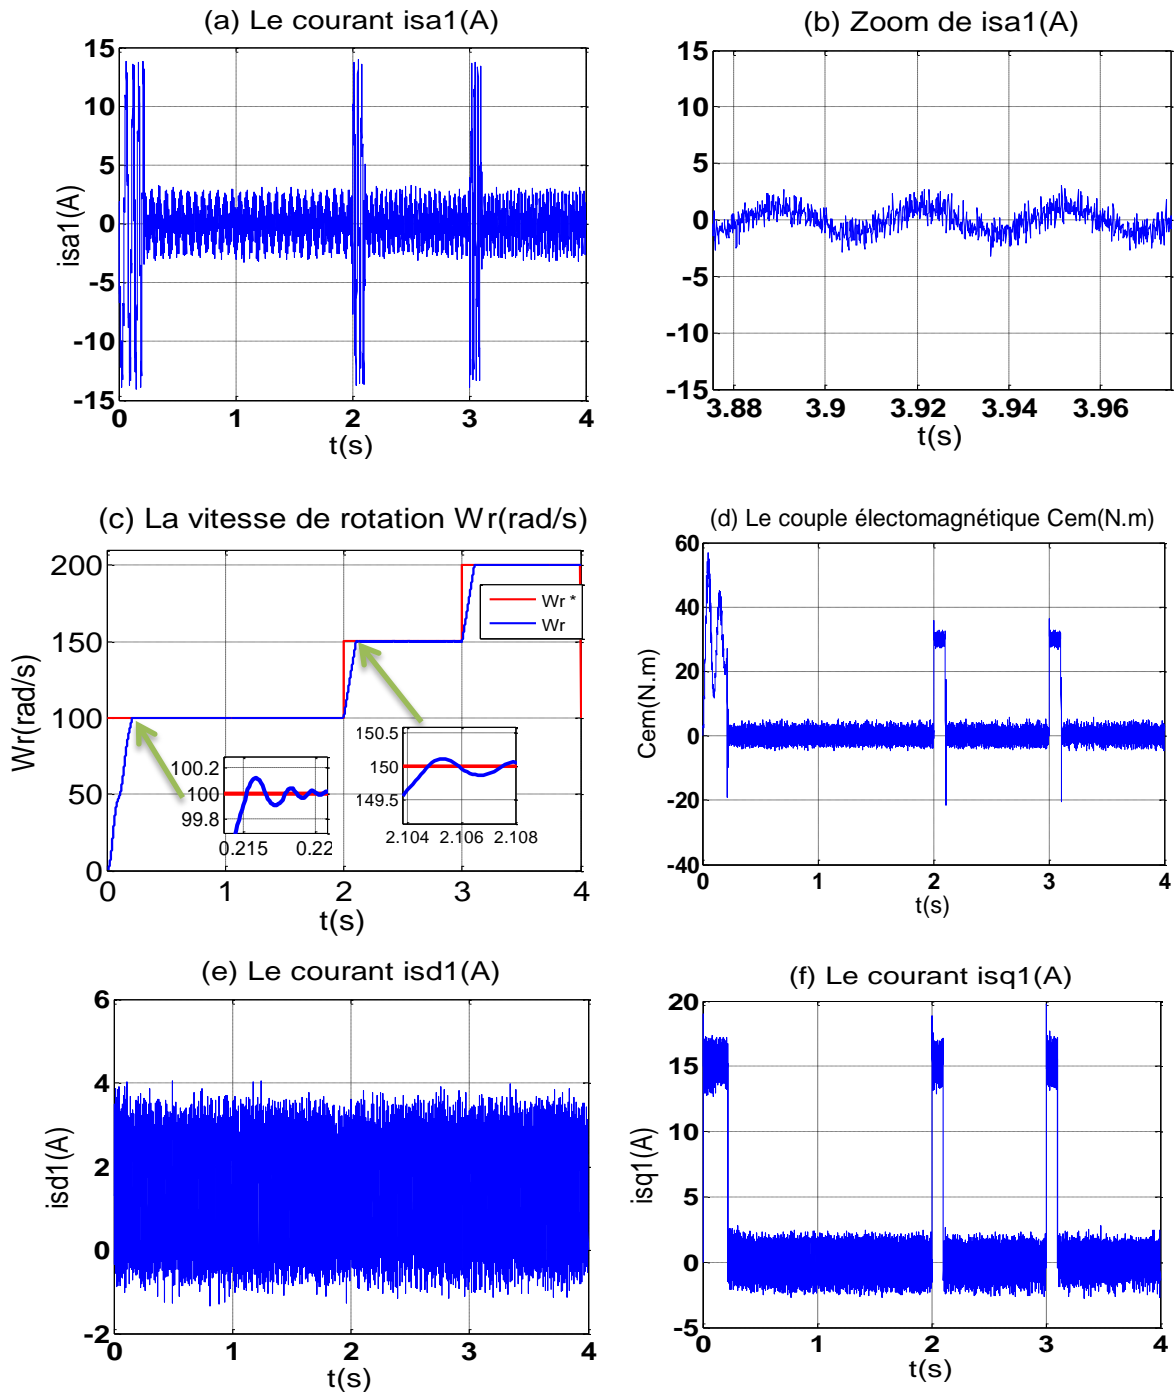 (a) Le courant isa1(A)
15
10
5
0
-5
-10
-15
isa1(A)
0 1 2 3 4
t(s)
(b) Zoom de isa1(A)
15
10
5
0
-5
-10
-15
3.88 3.9 3.92 3.94 3.96
t(s)
(c) La vitesse de rotation Wr(rad/s)
200
150
100
50
0
Wr(rad/s)
Wr *
Wr
100.2
100
99.8
0.215 0.22
150.5
150
149.5
2.104 2.106 2.108
0 1 2 3 4
t(s)
(d) Le couple électomagnétique Cem(N.m)
60
40
20
0
-20
-40
Cem(N.m)
0 1 2 3 4
t(s)
(e) Le courant isd1(A)
6
4
2
0
-2
isd1(A)
0 1 2 3 4
t(s)
(f) Le courant isq1(A)
20
15
10
5
0
-5
isq1(A)
0 1 2 3 4
t(s)